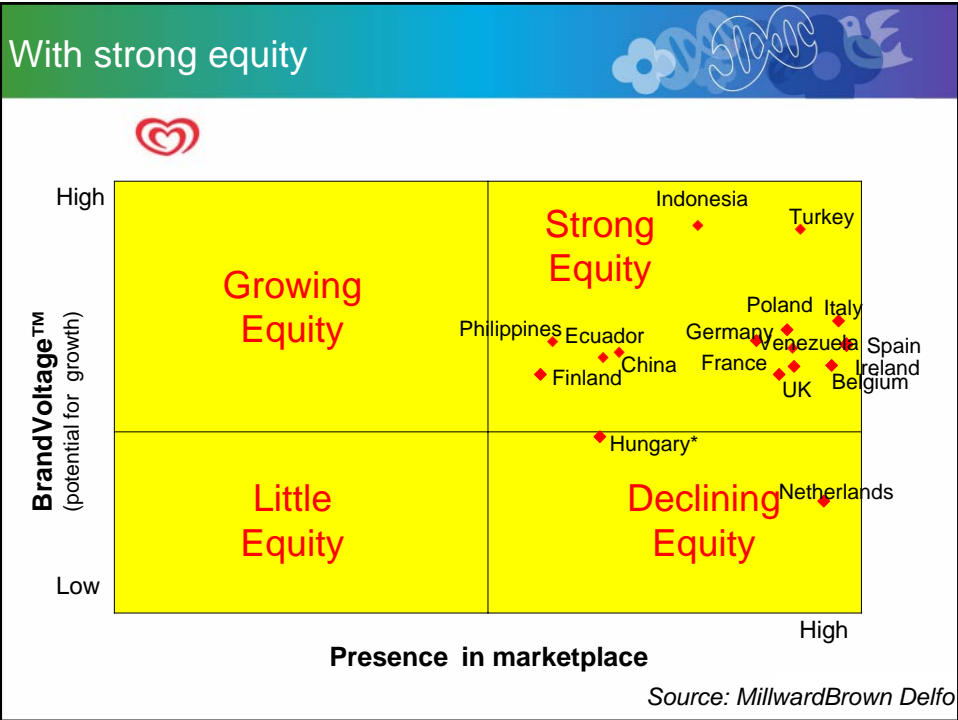 With strong equity
High
Indonesia
Turkey
Strong
Equity
Growing
Equity
Poland
Italy
Philippines
Ecuador
Germany
Venezuela
Spain
China
France
Ireland
Finland
UK
Belgium
BrandVoltage™
(potential for growth)
Hungary*
Little
Equity
Declining
Equity
Netherlands
Low
High
Presence in marketplace
Source: MillwardBrown Delfo